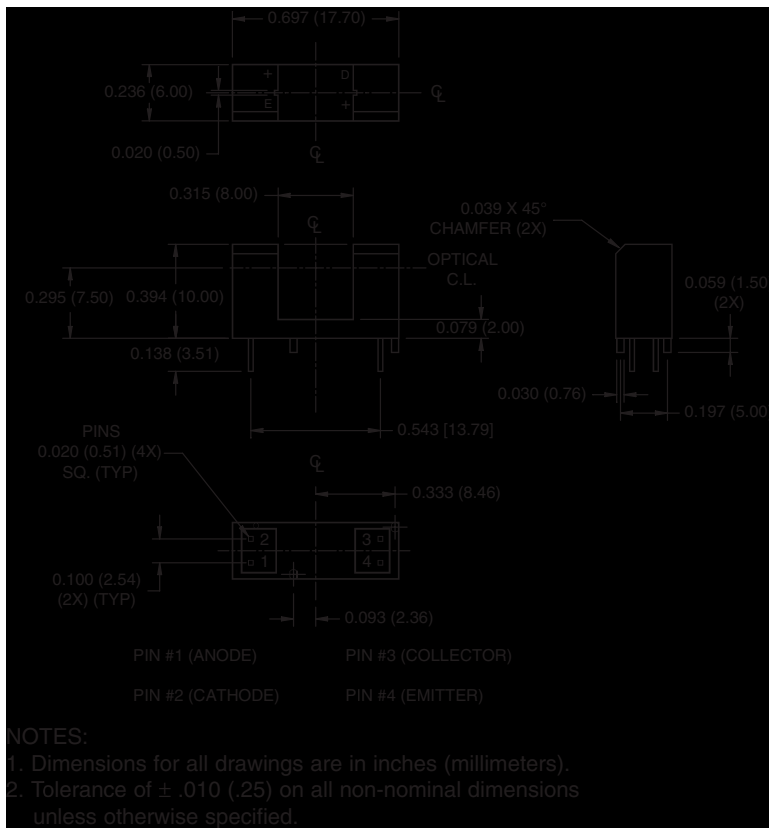 0.697 (17.70)
+ D
0.236 (6.00)
E +
℄
0.020 (0.50)
℄
0.315 (8.00)
℄
0.039 X 45°
CHAMFER (2X)
OPTICAL
C.L.
0.059 (1.50)
(2X)
0.295 (7.50) 0.394 (10.00)
0.079 (2.00)
0.138 (3.51)
0.030 (0.76)
0.197 (5.00)
PINS
0.020 (0.51) (4X)
SQ. (TYP)
0.543 [13.79]
℄
0.333 (8.46)
2 3
1 4
0.100 (2.54)
(2X) (TYP)
0.093 (2.36)
PIN #1 (ANODE) PIN #3 (COLLECTOR)
PIN #2 (CATHODE) PIN #4 (EMITTER)
NOTES:
1. Dimensions for all drawings are in inches (millimeters).
2. Tolerance of ± .010 (.25) on all non-nominal dimensions
unless otherwise specified.